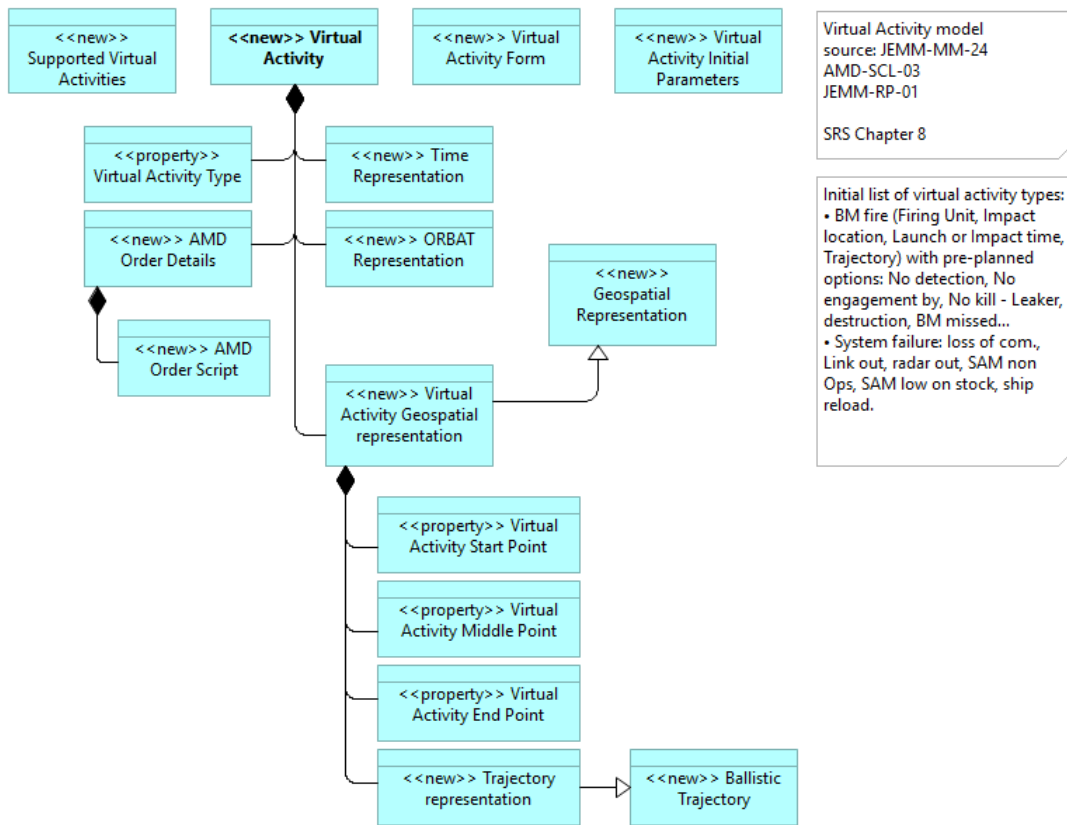 <<new>>
Supported Virtual
Activities
<<new>> Virtual
Activity
<<new>> Virtual
Activity Form
<<new>> Virtual
Activity Initial
Parameters
Virtual Activity model
source: JEMM-MM-24
AMD-SCL-03
JEMM-RP-01
SRS Chapter 8
<<property>>
Virtual Activity Type
<<new>> Time
Representation
<<new>> AMD
Order Details
<<new>> ORBAT
Representation
<<new>>
Geospatial
Representation
Initial list of virtual activity types:
• BM fire (Firing Unit, Impact
location, Launch or Impact time,
Trajectory) with pre-planned
options: No detection, No
engagement by, No kill - Leaker,
destruction, BM missed...
• System failure: loss of com.,
Link out, radar out, SAM non
Ops, SAM low on stock, ship
reload.
<<new>> AMD
Order Script
<<new>> Virtual
Activity Geospatial
representation
<<property>> Virtual
Activity Start Point
<<property>> Virtual
Activity Middle Point
<<property>> Virtual
Activity End Point
<<new>> Trajectory
representation
<<new>> Ballistic
Trajectory